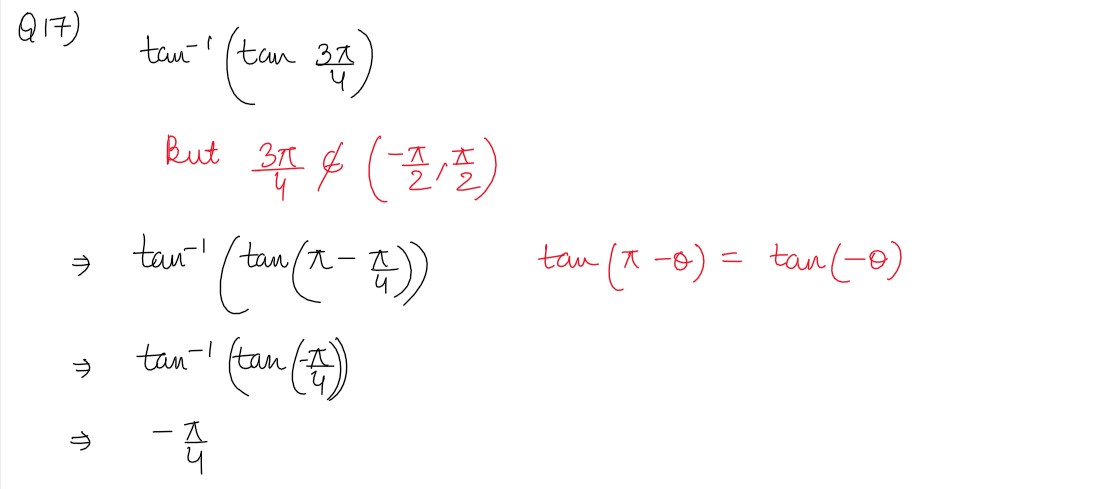 Q17) tan⁻¹(tan 3π/4)
But 3π/4 ∉ (-π/2, π/2)
⇒ tan⁻¹(tan(π - π/4)) tan(π - θ) = tan(-θ)
⇒ tan⁻¹(tan(-π/4))
⇒ - π/4